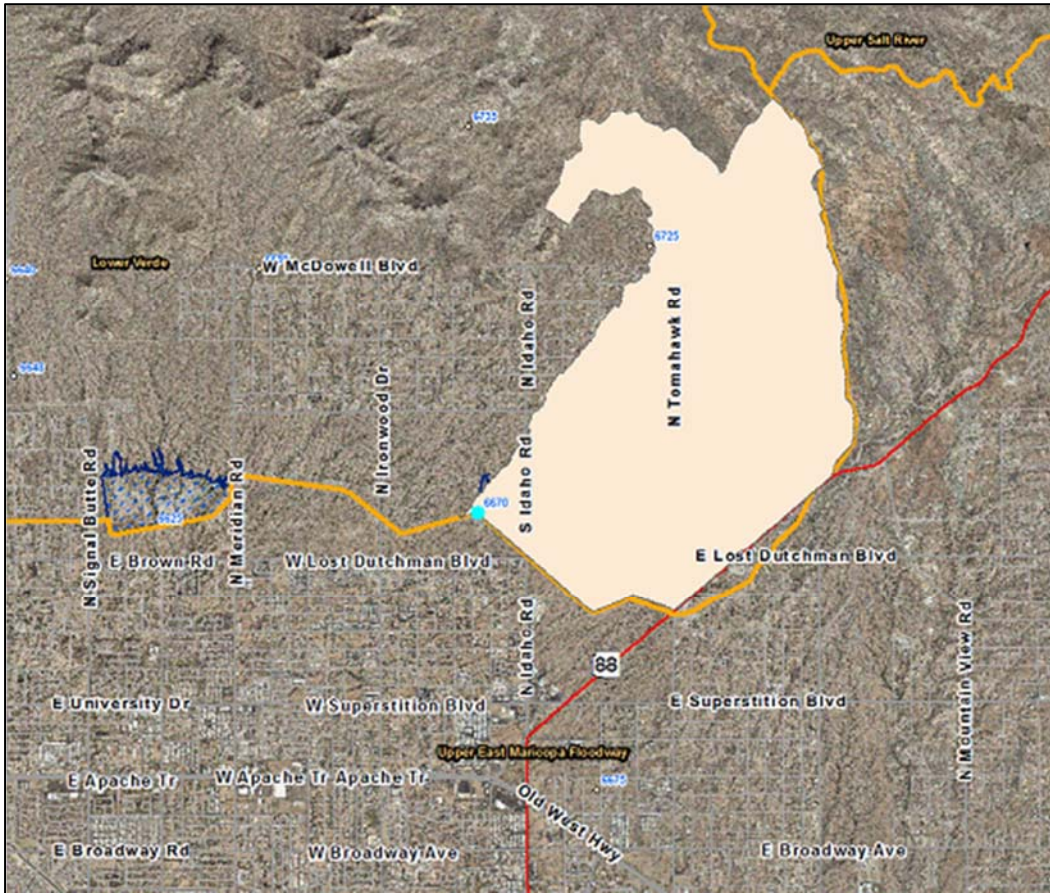 Upper Salt River
6735
6725
Lower Verde
W McDowell Blvd
N Idaho Rd
N Tomahawk Rd
6643
N Ironwood Dr
S Idaho Rd
N Signal Butte Rd
N Meridian Rd
6670
6625
E Brown Rd
W Lost Dutchman Blvd
E Lost Dutchman Blvd
N Idaho Rd
N Mountain View Rd
88
E University Dr
W Superstition Blvd
E Superstition Blvd
Upper East Maricopa Floodway
E Apache Tr
W Apache Tr
Apache Tr
6675
Old West Hwy
E Broadway Rd
W Broadway Ave
E Broadway Ave